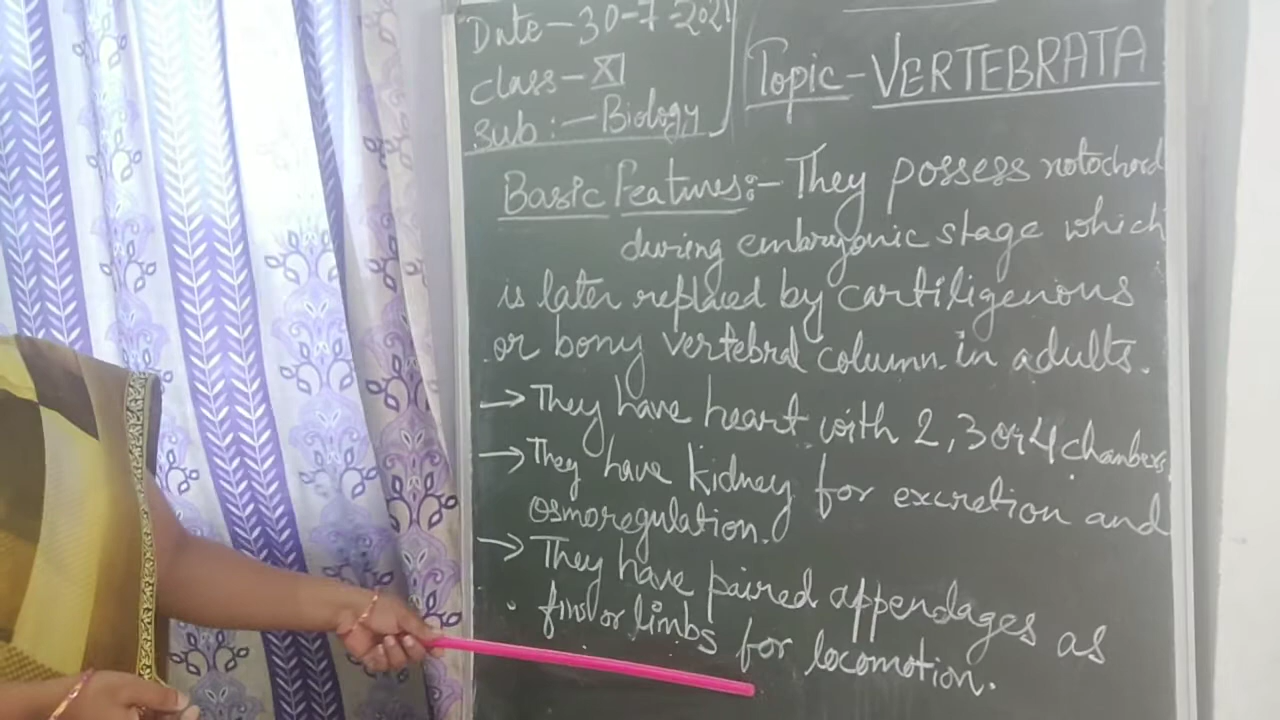 Date-30-7-2021
Class-XI
Sub:-Biology
Topic-VERTEBRATA
Basic Features:- They possess notochord
during embryonic stage which
is later replaced by cartiligenous
or bony vertebral column in adults.
→ They have heart with 2, 3 or 4 chambers
→ They have kidney for excretion and
osmoregulation.
→ They have paired appendages as
fins or limbs for locomotion.